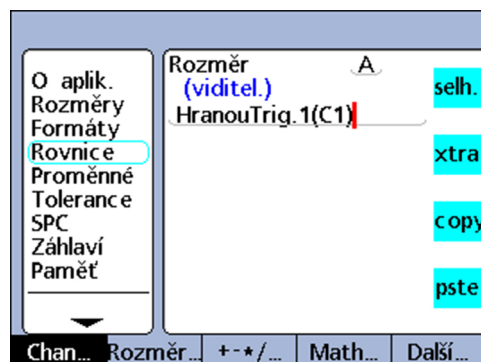 O aplik.
Rozměry
Formáty
Rovnice
Proměnné
Tolerance
SPC
Záhlaví
Paměť
Rozměr A
(viditel.)
HranouTrig.1(C1)
selh.
xtra
copy
pste
Chan... Rozměr... +-*/... Math... Další...